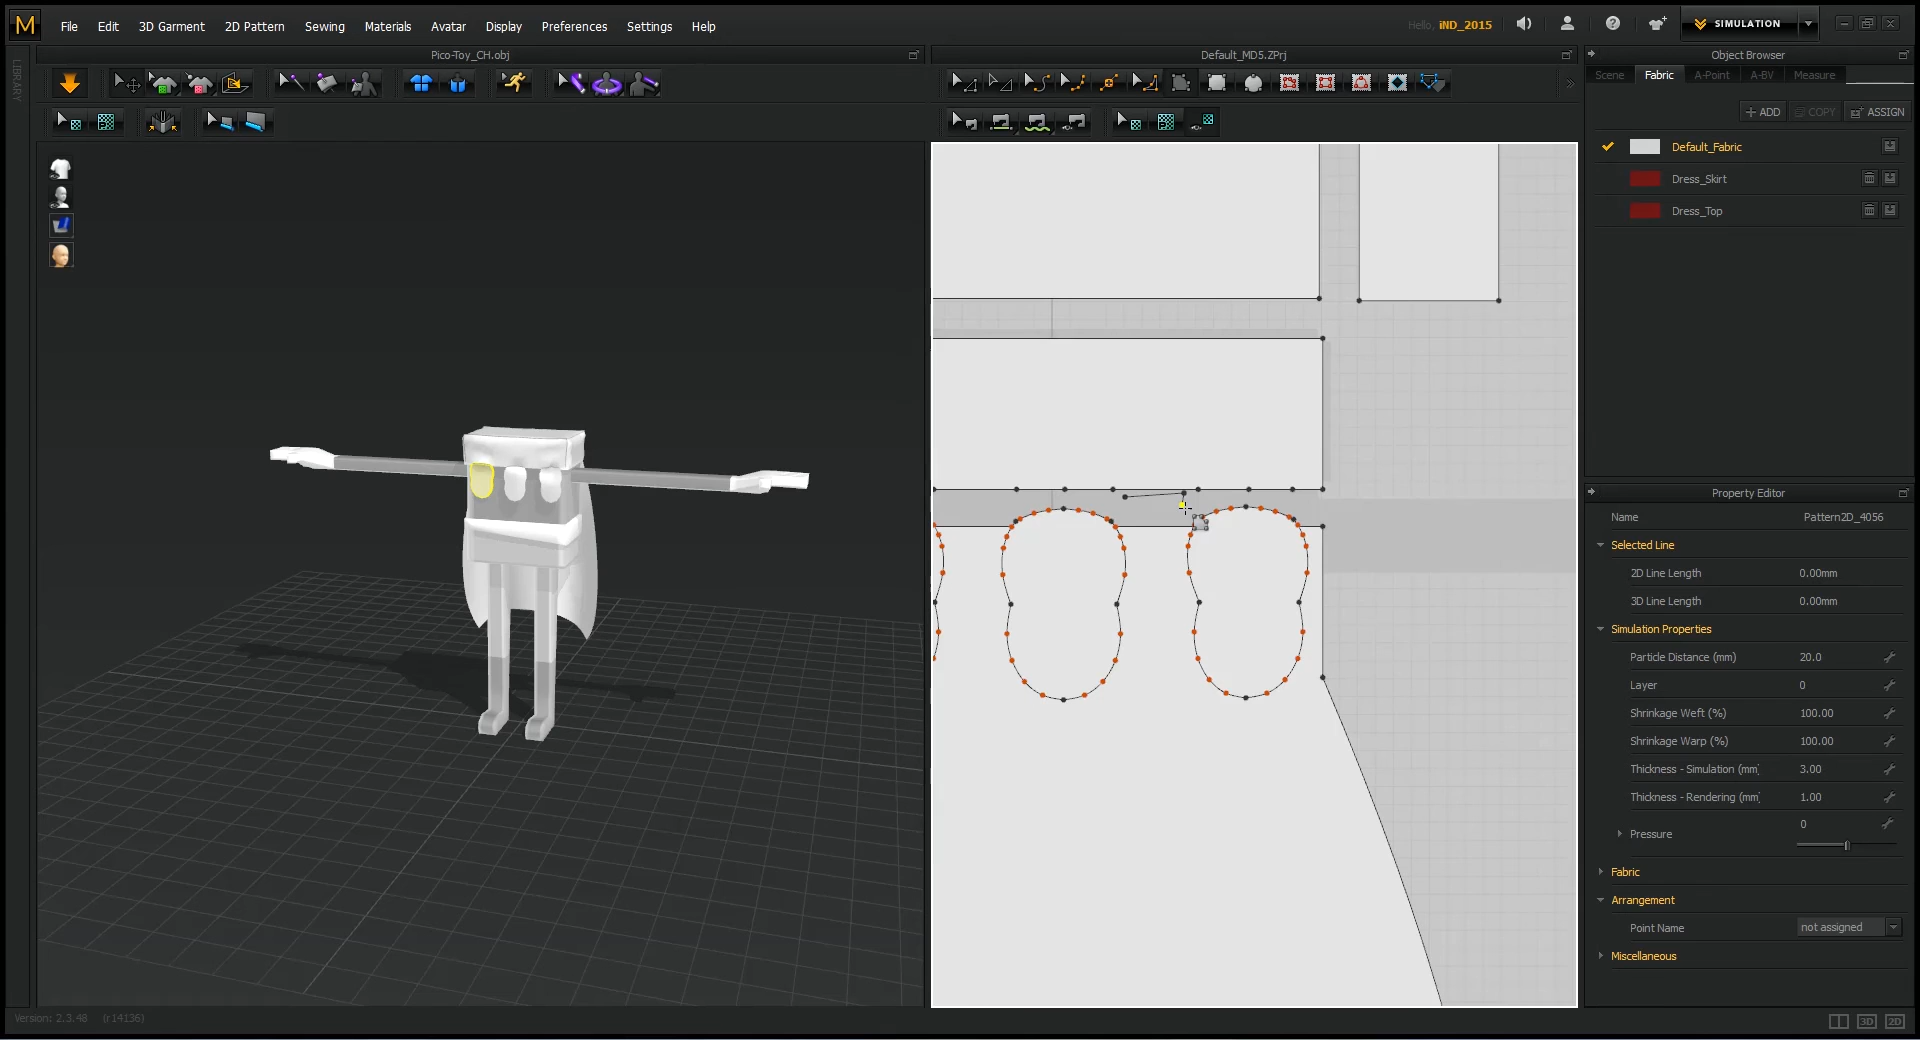 M File Edit 3D Garment 2D Pattern Sewing Materials Avatar Display Preferences Settings Help Hello, iND_2015 SIMULATION
LIBRARY
Pico-Toy_CH.obj
Default_MD5.ZPrj
Object Browser
Scene Fabric A-Point A-BV Measure
+ ADD COPY ASSIGN
Default_Fabric
Dress_Skirt
Dress_Top
Property Editor
Name Pattern2D_4056
Selected Line
2D Line Length 0.00mm
3D Line Length 0.00mm
Simulation Properties
Particle Distance (mm) 20.0
Layer 0
Shrinkage Weft (%) 100.00
Shrinkage Warp (%) 100.00
Thickness - Simulation (mm) 3.00
Thickness - Rendering (mm) 1.00
Pressure 0
Fabric
Arrangement
Point Name not assigned
Miscellaneous
Version: 2.3.48 (r14136)
3D 2D